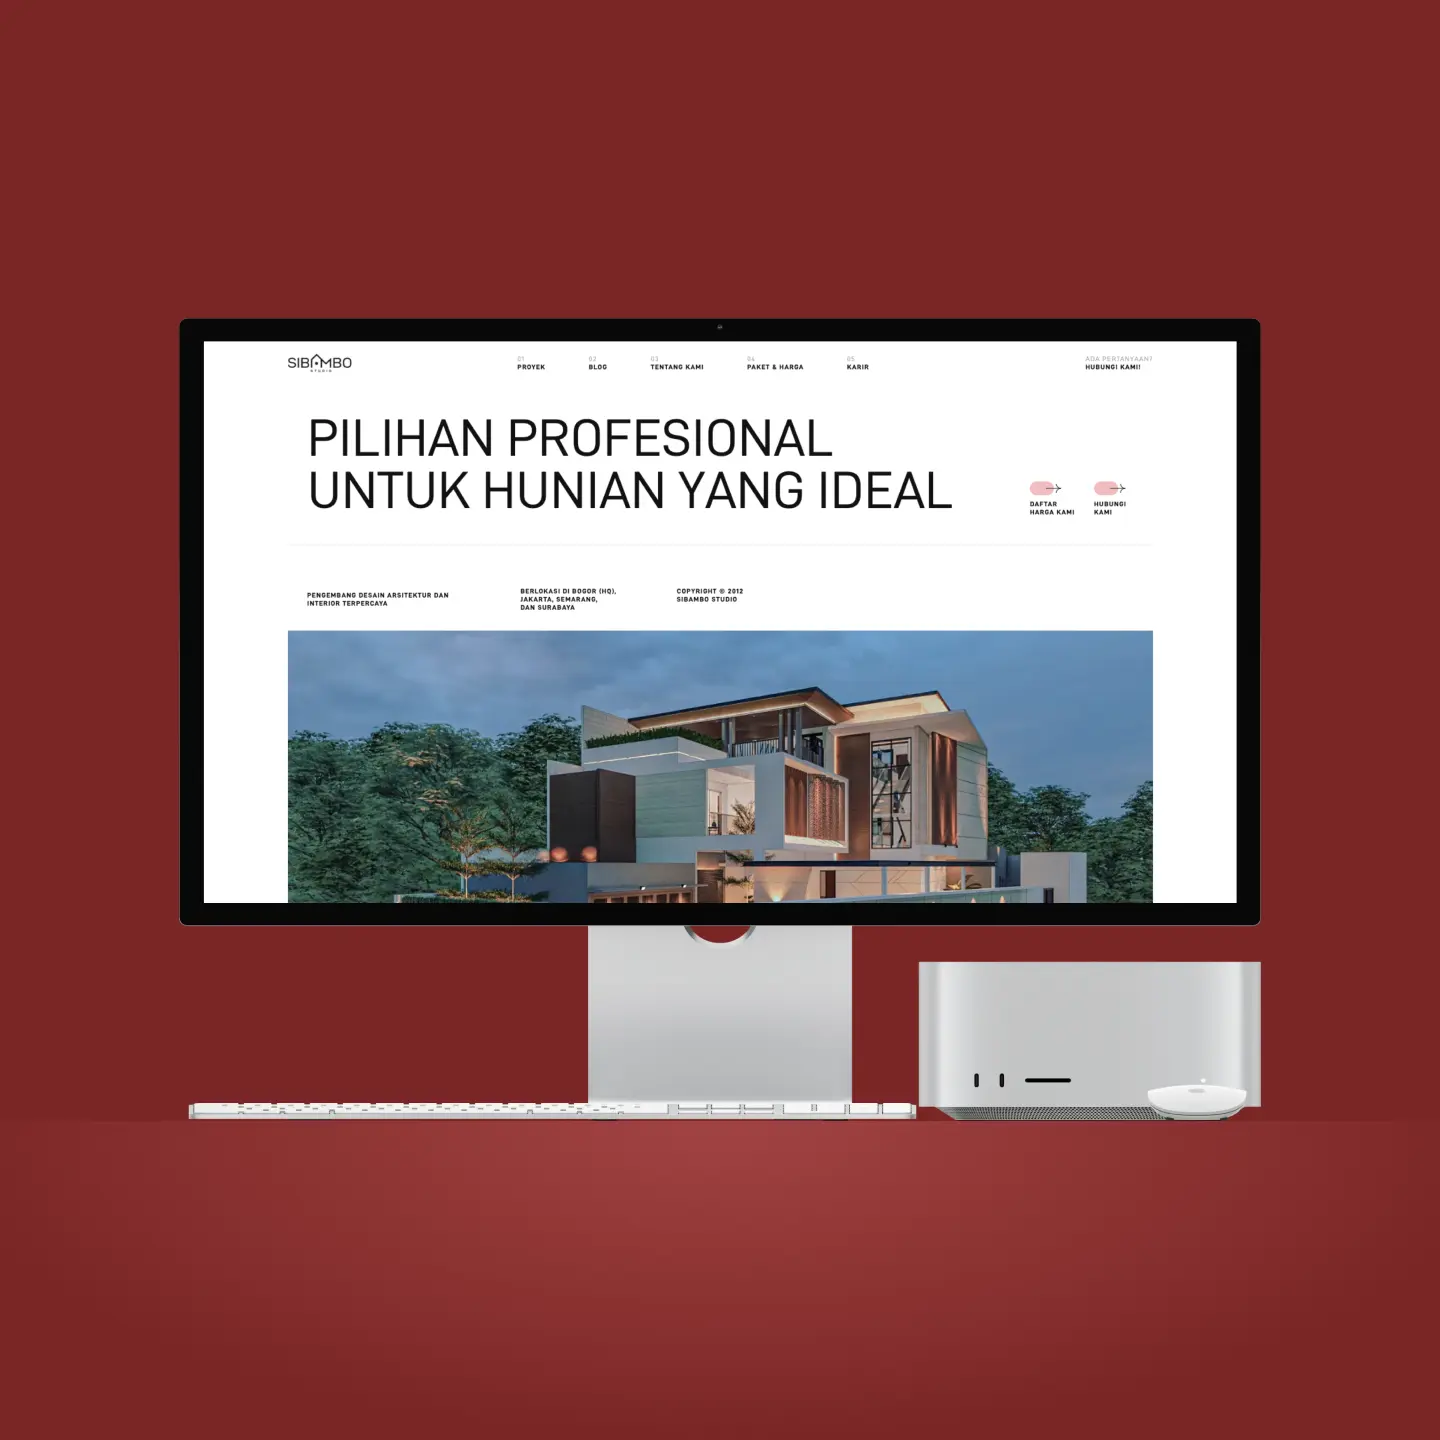 SIBAMBO
STUDIO
01
PROYEK
02
BLOG
03
TENTANG KAMI
04
PAKET & HARGA
05
KARIR
ADA PERTANYAAN?
HUBUNGI KAMI!
PILIHAN PROFESIONAL
UNTUK HUNIAN YANG IDEAL
DAFTAR
HARGA KAMI
HUBUNGI
KAMI
PENGEMBANG DESAIN ARSITEKTUR DAN
INTERIOR TERPERCAYA
BERLOKASI DI BOGOR (HQ),
JAKARTA, SEMARANG,
DAN SURABAYA
COPYRIGHT © 2012
SIBAMBO STUDIO